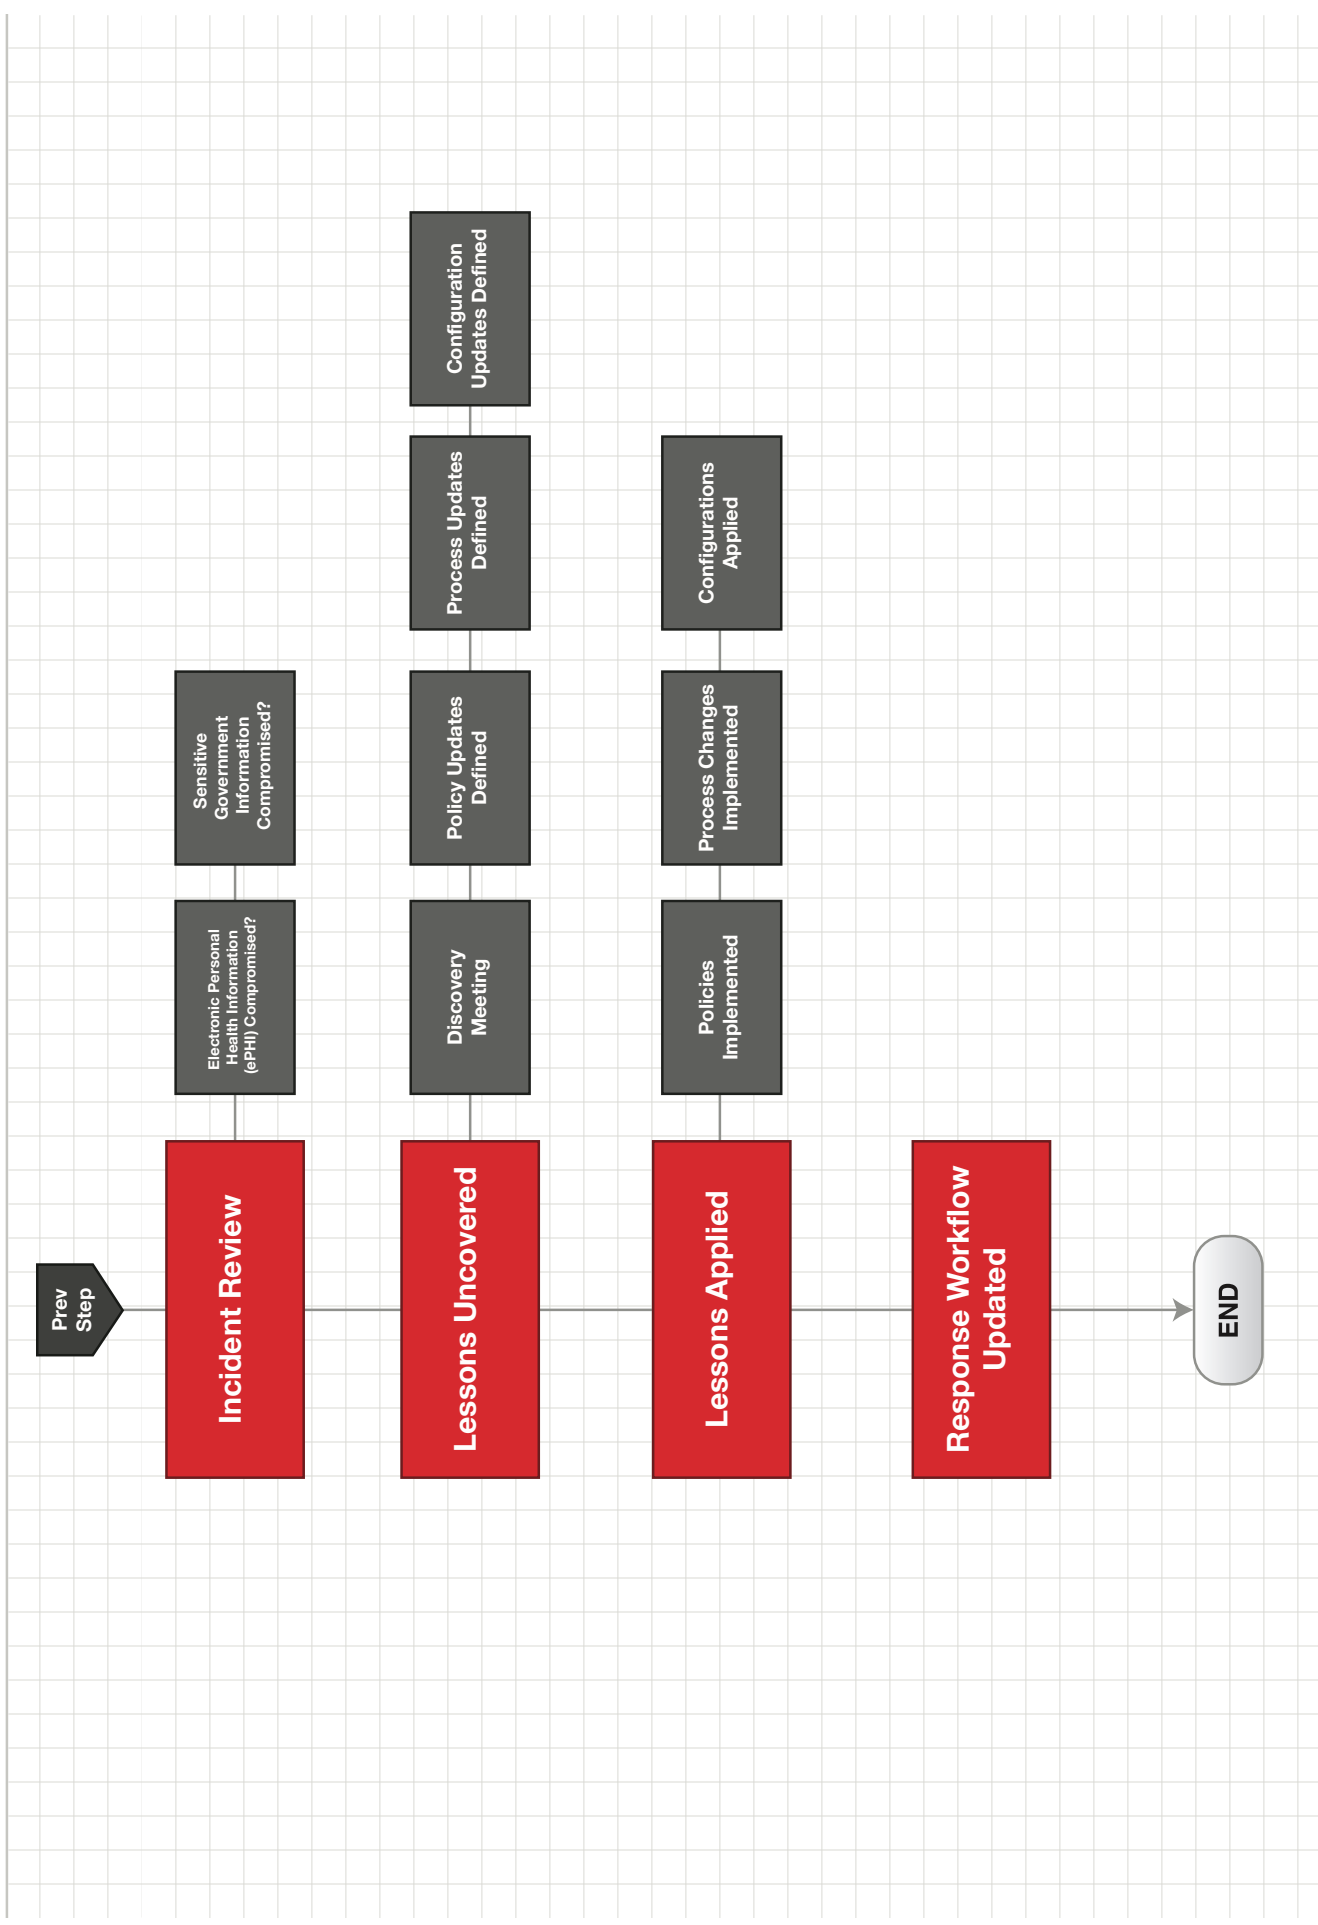 Prev
Step
Incident Review
Electronic Personal
Health Information
(ePHI) Compromised?
Sensitive
Government
Information
Compromised?
Lessons Uncovered
Discovery
Meeting
Policy Updates
Defined
Process Updates
Defined
Configuration
Updates Defined
Lessons Applied
Policies
Implemented
Process Changes
Implemented
Configurations
Applied
Response Workflow
Updated
END